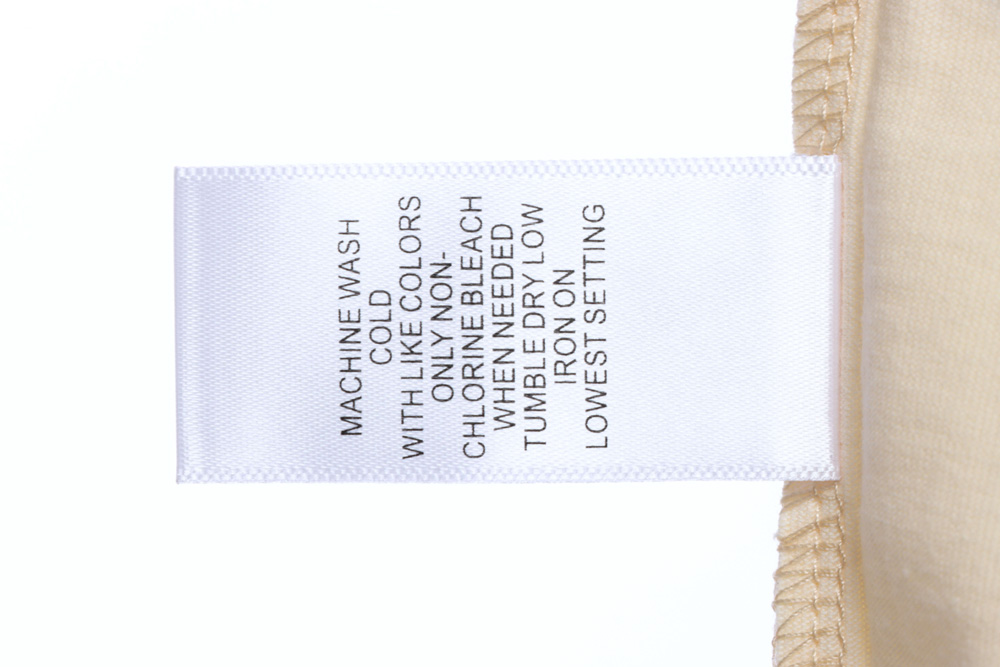 MACHINE WASH
COLD
WITH LIKE COLORS
ONLY NON-
CHLORINE BLEACH
WHEN NEEDED
TUMBLE DRY LOW
IRON ON
LOWEST SETTING